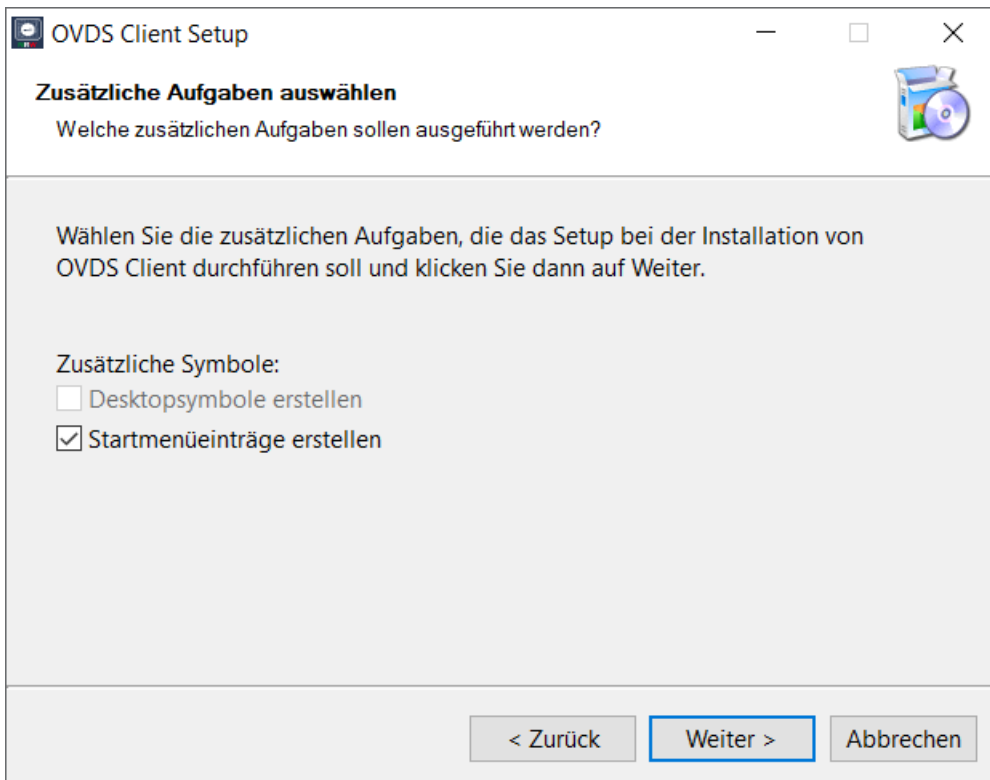 OVDS Client Setup
Zusätzliche Aufgaben auswählen
Welche zusätzlichen Aufgaben sollen ausgeführt werden?
Wählen Sie die zusätzlichen Aufgaben, die das Setup bei der Installation von
OVDS Client durchführen soll und klicken Sie dann auf Weiter.
Zusätzliche Symbole:
Desktopsymbole erstellen
Startmenüeinträge erstellen
< Zurück
Weiter >
Abbrechen